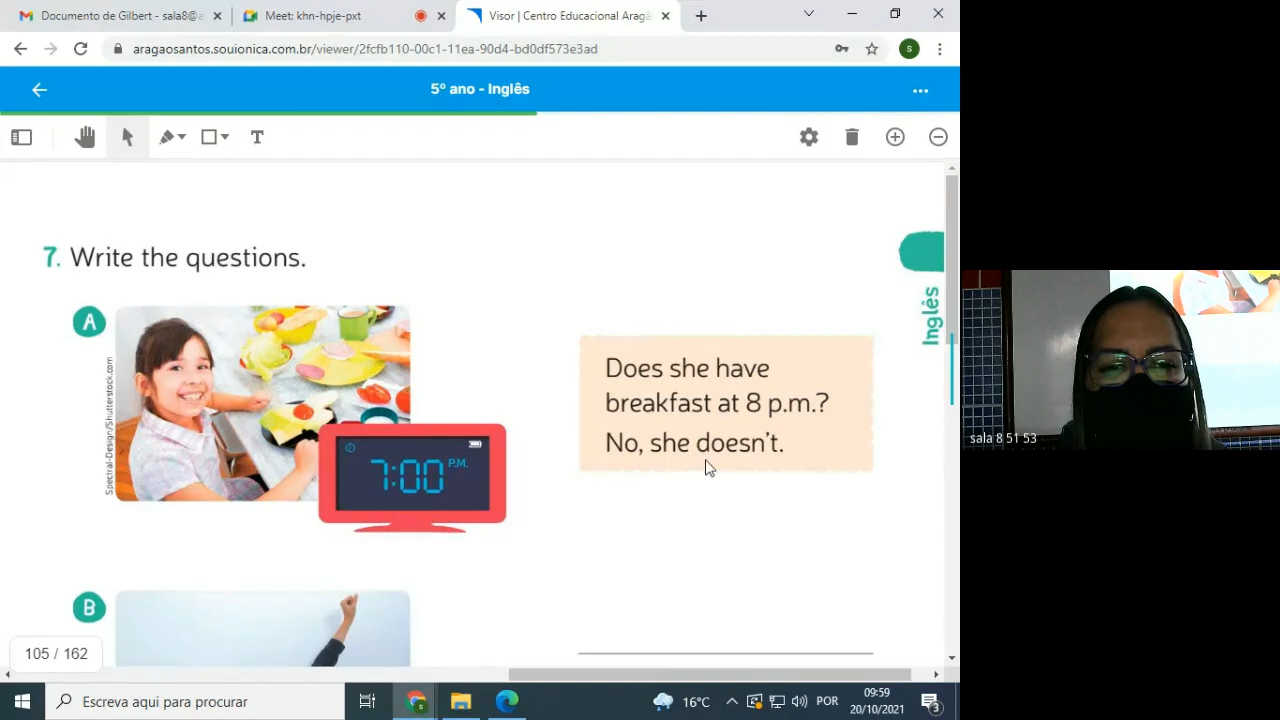 Documento de Gilbert - sala8@a
Meet: khn-hpje-pxt
Visor | Centro Educacional Aragã
aragaosantos.souionica.com.br/viewer/2fcfb110-00c1-11ea-90d4-bd0df573e3ad
S
5º ano - Inglês
T
7. Write the questions.
A
Spectral-Design/Shutterstock.com
7:00 P.M.
Does she have
breakfast at 8 p.m.?
No, she doesn't.
Inglês
B
105 / 162
sala 8 51 53
Escreva aqui para procurar
16°C
POR
09:59
20/10/2021
3